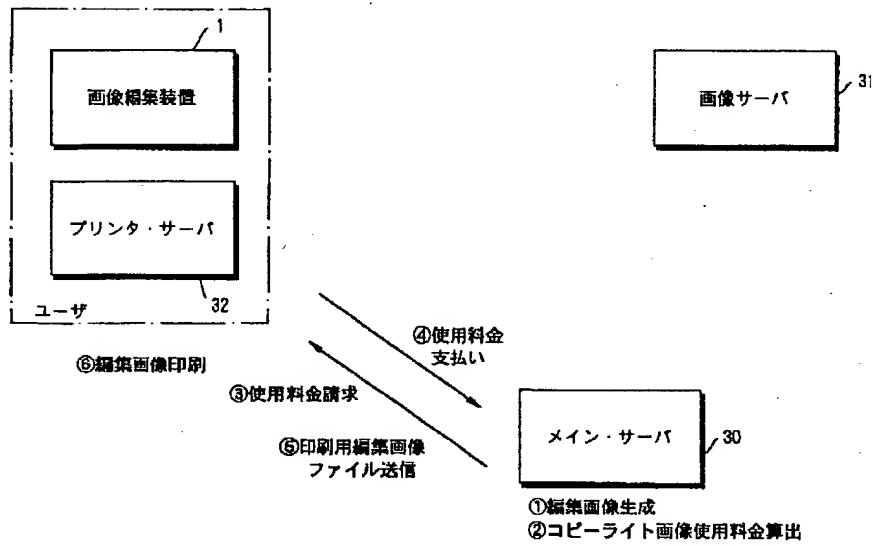 1
画像編集装置
画像サーバ
31
プリンタ・サーバ
ユーザ
32
⑥編集画像印刷
④使用料金
支払い
③使用料金請求
⑤印刷用編集画像
ファイル送信
メイン・サーバ
30
①編集画像生成
②コピーライト画像使用料金算出